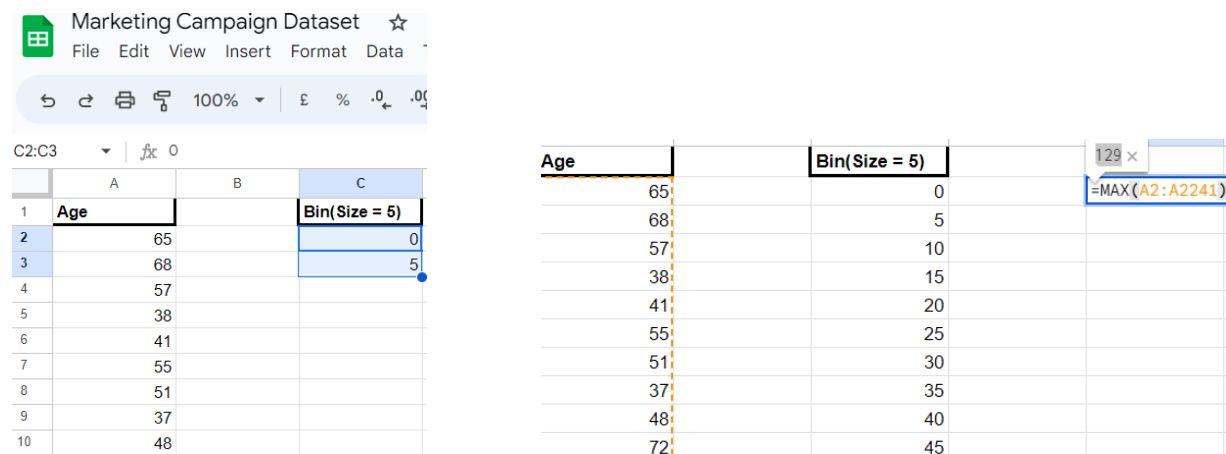 Marketing Campaign Dataset
File Edit View Insert Format Data
100% £ % .0 .00
C2:C3 fx 0
A B C
1 Age Bin(Size = 5)
2 65 0
3 68 5
4 57
5 38
6 41
7 55
8 51
9 37
10 48
129 ×
Age Bin(Size = 5)
65 0 =MAX(A2:A2241)
68 5
57 10
38 15
41 20
55 25
51 30
37 35
48 40
72 45